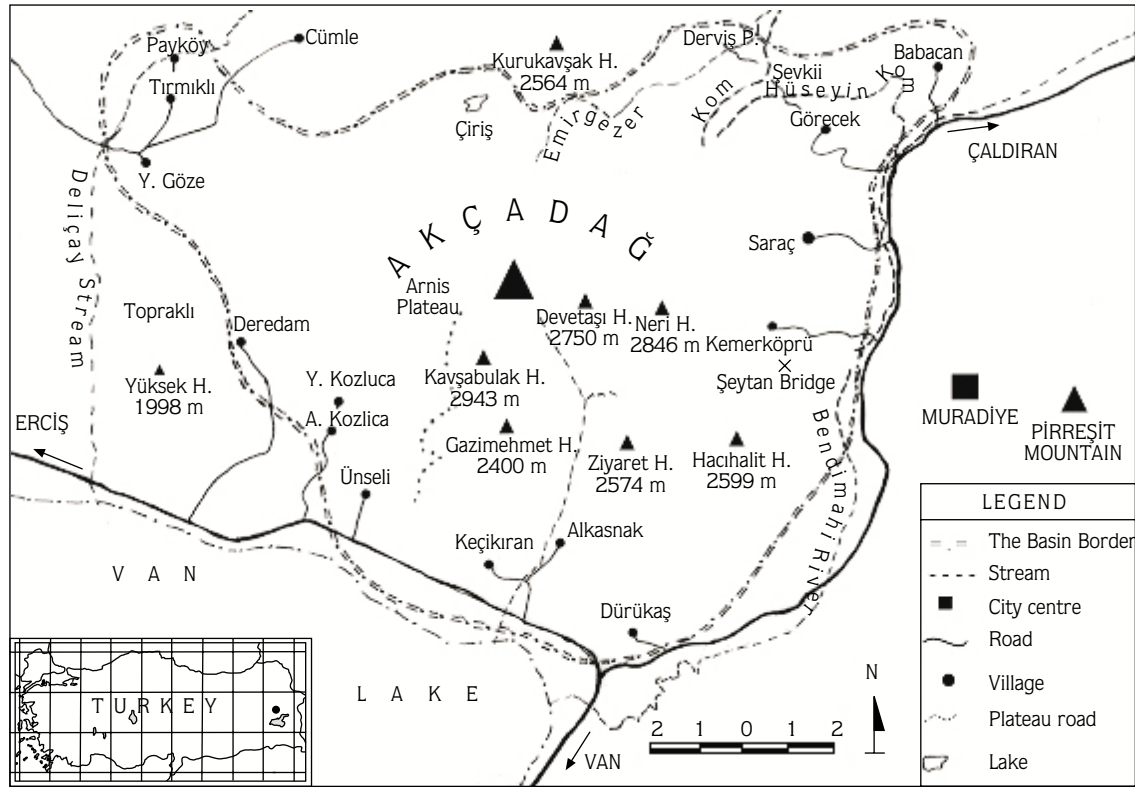 Payköy
Cümle
Tırmıklı
Kurukavşak H.
2564 m
Derviş P.
Babacan
Şevkii
Hüseyin Kom
Kom
Görecek
Çiriş
Emirgezer
ÇALDIRAN
Y. Göze
Deliçay Stream
AKÇADAĞ
Saraç
Arnis
Plateau
Topraklı
Deredam
Devetaşı H.
2750 m
Neri H.
2846 m
Kemerköprü
Şeytan Bridge
Yüksek H.
1998 m
Y. Kozluca
Kavşabulak H.
2943 m
A. Kozlica
MURADİYE
PİRREŞİT
MOUNTAIN
ERCİŞ
Gazimehmet H.
2400 m
Ziyaret H.
2574 m
Hacıhalit H.
2599 m
Bendimahi River
Ünseli
Keçikıran
Alkasnak
VAN
LAKE
Dürükaş
TURKEY
VAN
2 1 0 1 2
N
LEGEND
The Basin Border
Stream
City centre
Road
Village
Plateau road
Lake